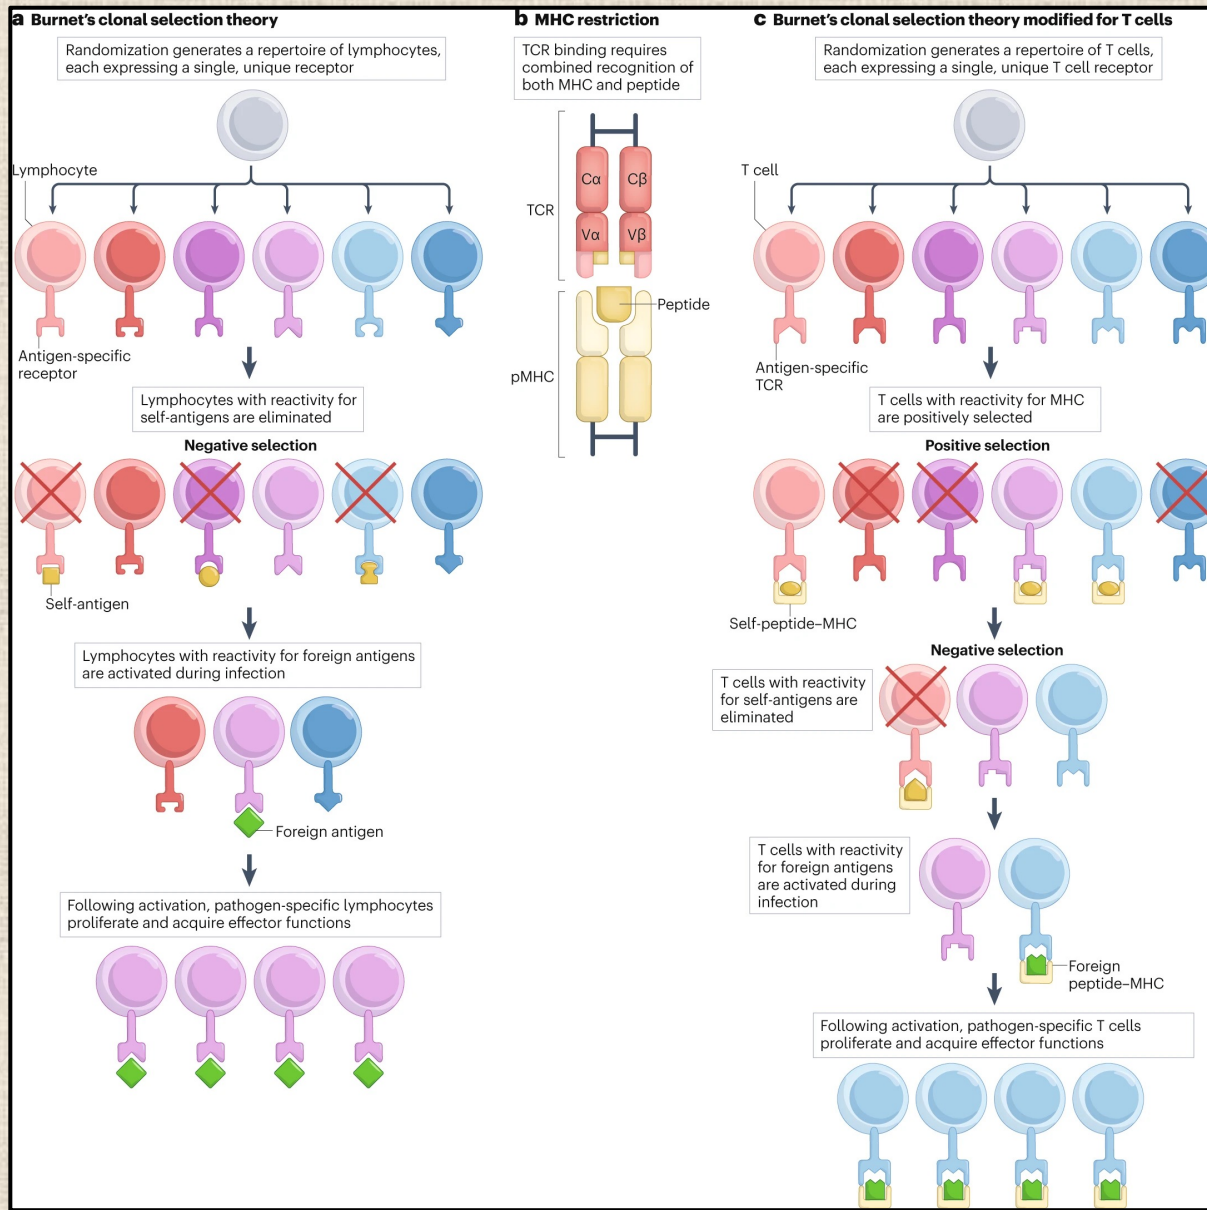 a Burnet's clonal selection theory
Randomization generates a repertoire of lymphocytes,
each expressing a single, unique receptor
Lymphocyte
Antigen-specific
receptor
Lymphocytes with reactivity for
self-antigens are eliminated
Negative selection
Self-antigen
Lymphocytes with reactivity for foreign antigens
are activated during infection
Foreign antigen
Following activation, pathogen-specific lymphocytes
proliferate and acquire effector functions
b MHC restriction
TCR binding requires
combined recognition of
both MHC and peptide
TCR
Cα
Cβ
Vα
Vβ
Peptide
pMHC
c Burnet's clonal selection theory modified for T cells
Randomization generates a repertoire of T cells,
each expressing a single, unique T cell receptor
T cell
Antigen-specific
TCR
T cells with reactivity for MHC
are positively selected
Positive selection
Self-peptide–MHC
Negative selection
T cells with reactivity
for self-antigens are
eliminated
T cells with reactivity
for foreign antigens
are activated during
infection
Foreign
peptide–MHC
Following activation, pathogen-specific T cells
proliferate and acquire effector functions